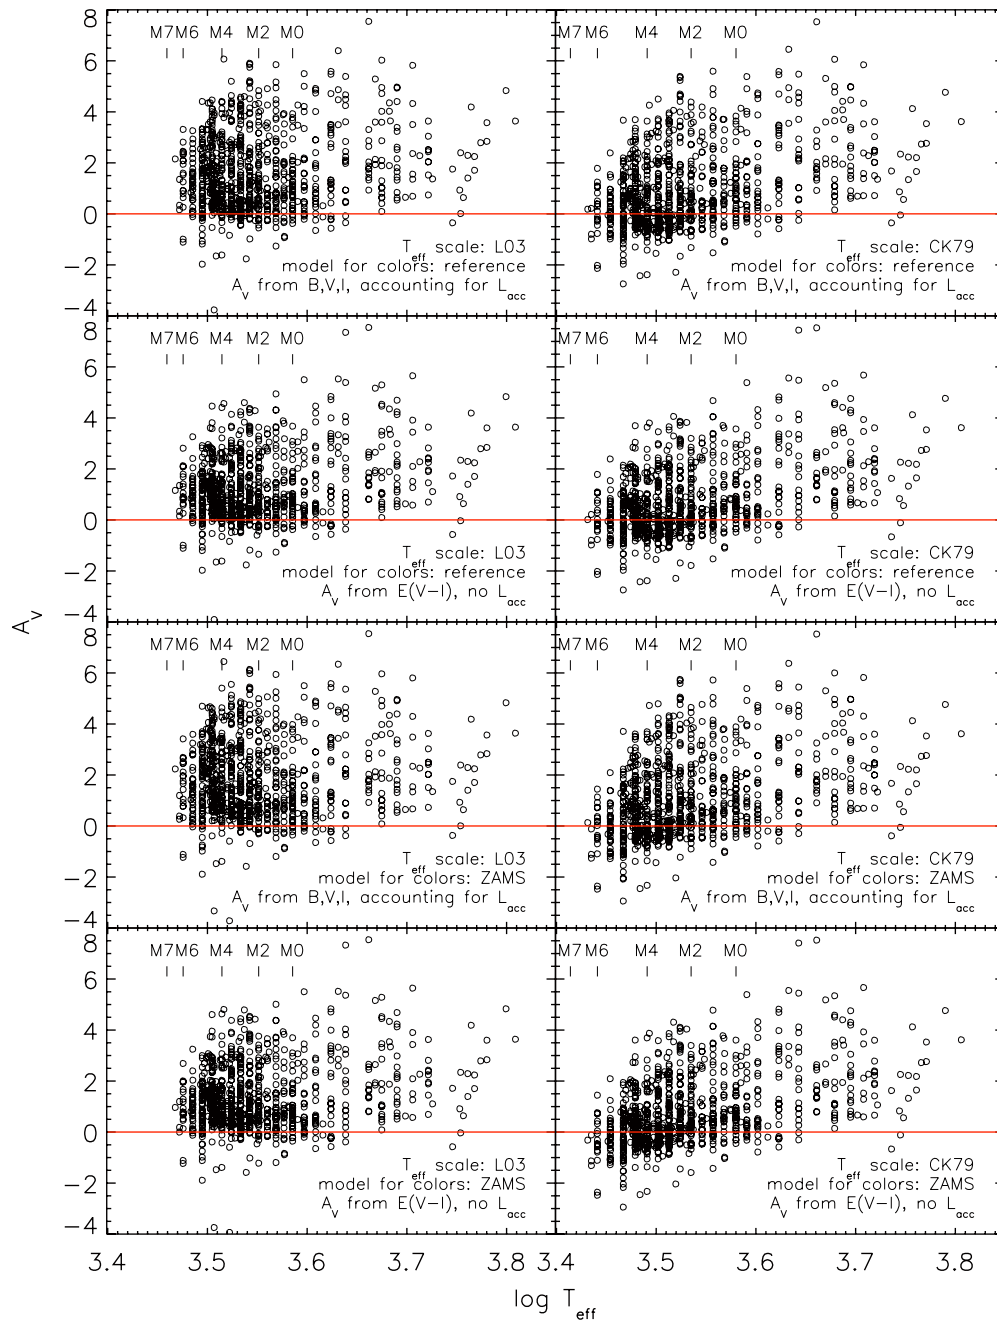 8
6
4
2
0
−2
−4
M7 M6 M4 M2 M0
T_eff scale: L03
model for colors: reference
A_v from B,V,I, accounting for L_acc
M7 M6 M4 M2 M0
T_eff scale: CK79
model for colors: reference
A_v from B,V,I, accounting for L_acc
8
6
4
2
0
−2
−4
M7 M6 M4 M2 M0
T_eff scale: L03
model for colors: reference
A_v from E(V−I), no L_acc
M7 M6 M4 M2 M0
T_eff scale: CK79
model for colors: reference
A_v from E(V−I), no L_acc
A_v
8
6
4
2
0
−2
−4
M7 M6 M4 M2 M0
T_eff scale: L03
model for colors: ZAMS
A_v from B,V,I, accounting for L_acc
M7 M6 M4 M2 M0
T_eff scale: CK79
model for colors: ZAMS
A_v from B,V,I, accounting for L_acc
8
6
4
2
0
−2
−4
M7 M6 M4 M2 M0
T_eff scale: L03
model for colors: ZAMS
A_v from E(V−I), no L_acc
M7 M6 M4 M2 M0
T_eff scale: CK79
model for colors: ZAMS
A_v from E(V−I), no L_acc
3.4 3.5 3.6 3.7 3.8 3.4 3.5 3.6 3.7 3.8
log T_eff